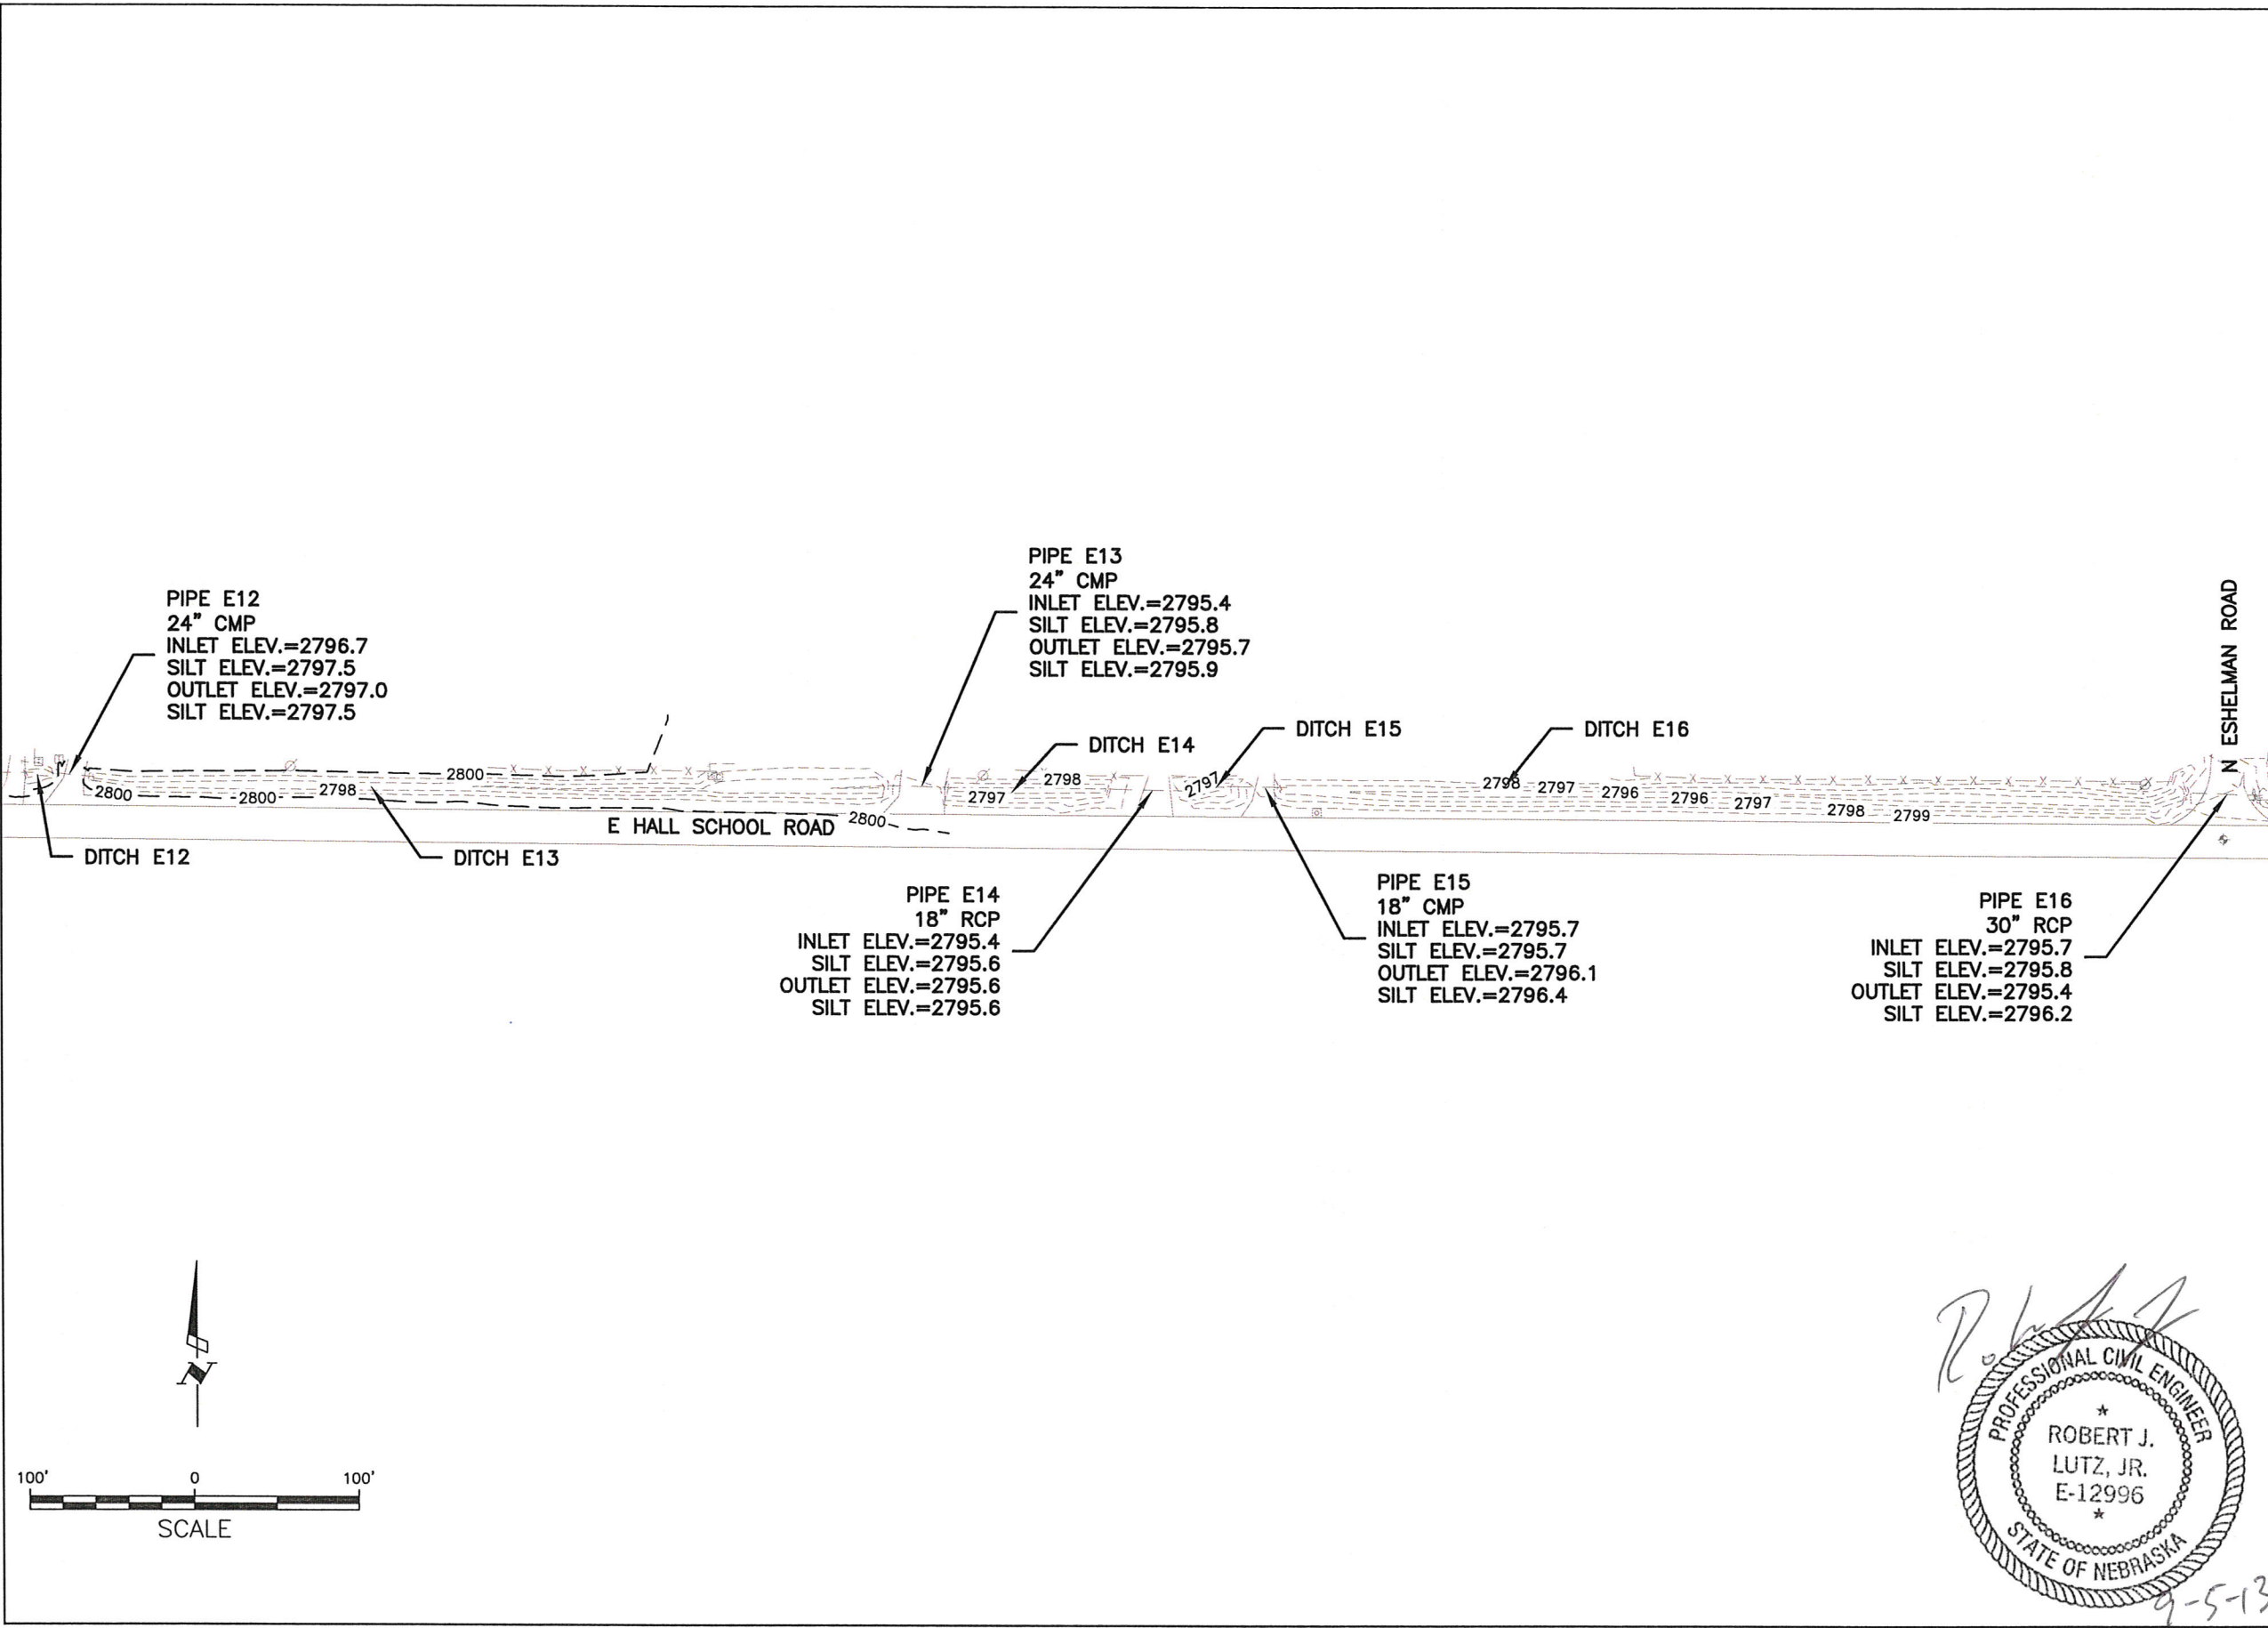 PIPE E12
24" CMP
INLET ELEV.=2796.7
SILT ELEV.=2797.5
OUTLET ELEV.=2797.0
SILT ELEV.=2797.5
PIPE E13
24" CMP
INLET ELEV.=2795.4
SILT ELEV.=2795.8
OUTLET ELEV.=2795.7
SILT ELEV.=2795.9
N ESHELMAN ROAD
DITCH E14
DITCH E15
DITCH E16
2800
2800
2800
2798
2798
2797
2797
2798
2797
2796
2796
2797
2798
2799
E HALL SCHOOL ROAD
2800
DITCH E12
DITCH E13
PIPE E14
18" RCP
INLET ELEV.=2795.4
SILT ELEV.=2795.6
OUTLET ELEV.=2795.6
SILT ELEV.=2795.6
PIPE E15
18" CMP
INLET ELEV.=2795.7
SILT ELEV.=2795.7
OUTLET ELEV.=2796.1
SILT ELEV.=2796.4
PIPE E16
30" RCP
INLET ELEV.=2795.7
SILT ELEV.=2795.8
OUTLET ELEV.=2795.4
SILT ELEV.=2796.2
N
100' 0 100'
SCALE
PROFESSIONAL CIVIL ENGINEER
ROBERT J.
LUTZ, JR.
E-12996
STATE OF NEBRASKA
9-5-13